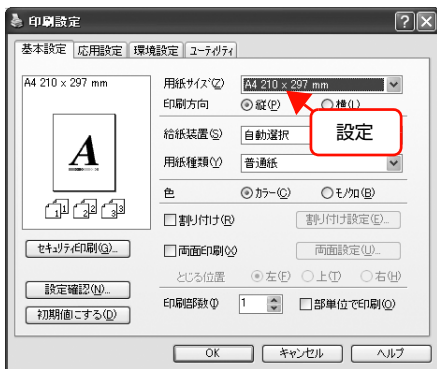 印刷設定
基本設定 応用設定 環境設定 ユーティリティ
A4 210 x 297 mm
A
1 1 2 2 3 3
セキュリティ印刷(G)...
設定確認(N)...
初期値にする(D)
用紙サイズ(Z) A4 210 x 297 mm
印刷方向 縦(P) 横(L)
設定
給紙装置(S) 自動選択
用紙種類(Y) 普通紙
色 カラー(C) モノクロ(B)
割り付け(R) 割り付け設定(E)...
両面印刷(X) 両面設定(U)...
とじる位置 左(F) 上(T) 右(H)
印刷部数(I) 1 部単位で印刷(O)
OK キャンセル ヘルプ